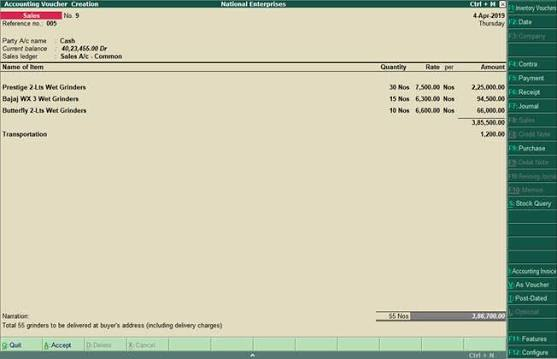 Accounting Voucher Creation National Enterprises Ctrl + M
Sales No. 9 4-Apr-2019
Reference no.: 005 Thursday
Party A/c name : Cash
Current balance : 40,23,455.00 Dr
Sales ledger : Sales A/c - Common
Name of Item Quantity Rate per Amount
Prestige 2-Lts Wet Grinders 30 Nos 7,500.00 Nos 2,25,000.00
Bajaj WX 3 Wet Grinders 15 Nos 6,300.00 Nos 94,500.00
Butterfly 2-Lts Wet Grinders 10 Nos 6,600.00 Nos 66,000.00
3,85,500.00
Transportation 1,200.00
Narration: 55 Nos 3,86,700.00
Total 55 grinders to be delivered at buyer's address (including delivery charges)
Q: Quit A: Accept D: Delete X: Cancel
Ctrl + N
F1: Inventory Vouchers
F2: Date
F3: Company
F4: Contra
F5: Payment
F6: Receipt
F7: Journal
F8: Sales
F8: Credit Note
F9: Purchase
F9: Debit Note
F10: Memos
S: Stock Query
I: Accounting Invoice
V: As Voucher
T: Post-Dated
L: Optional
F11: Features
F12: Configure